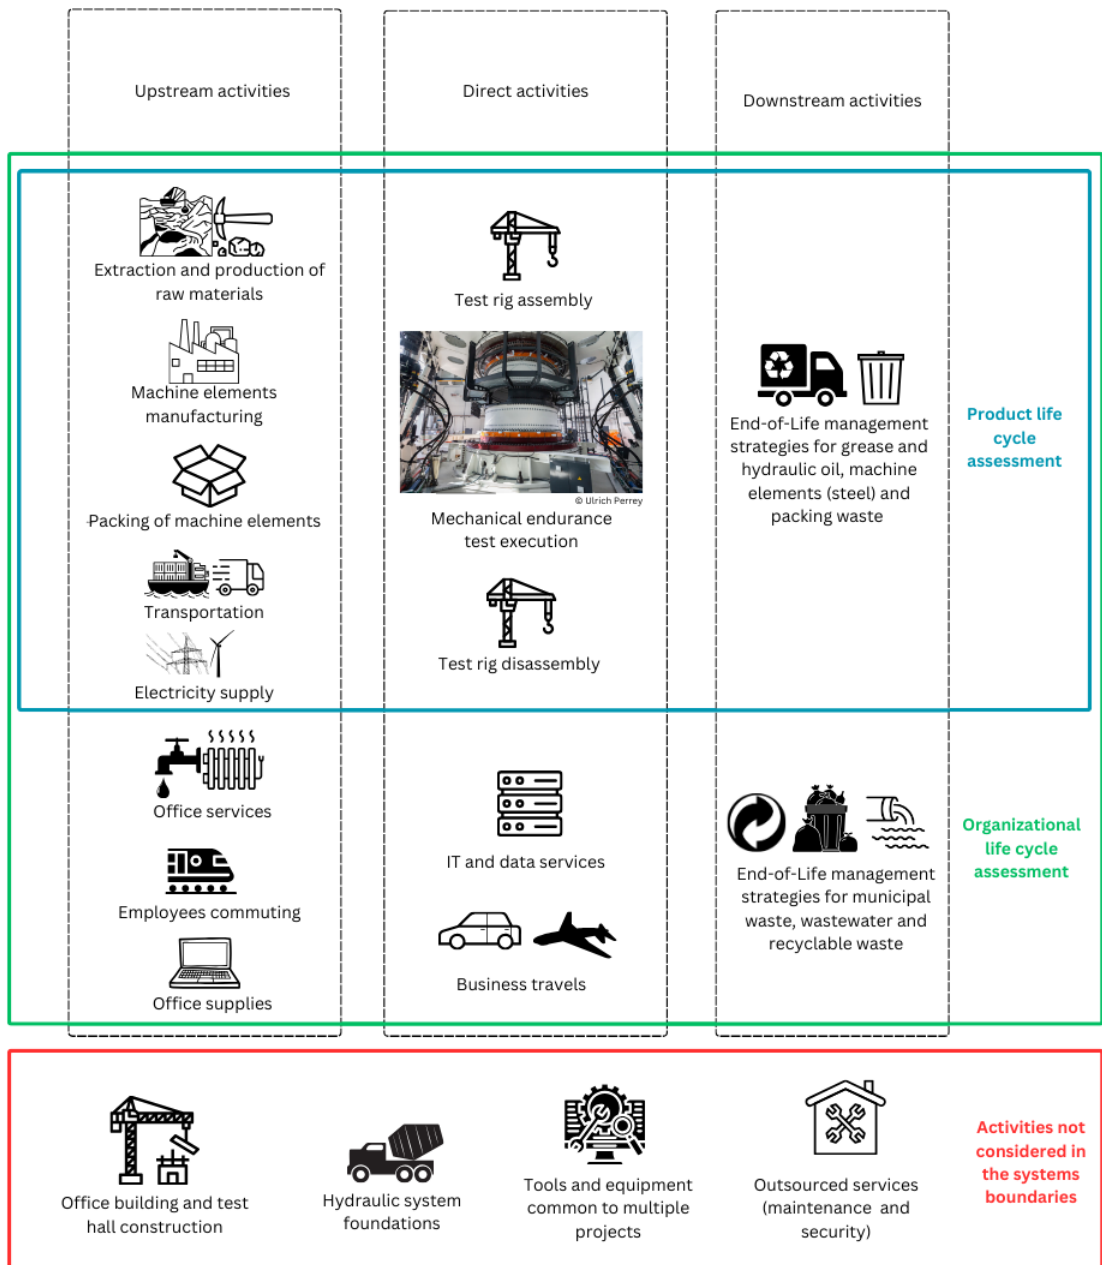 Upstream activities
Direct activities
Downstream activities
Extraction and production of
raw materials
Machine elements
manufacturing
Packing of machine elements
Transportation
Electricity supply
Test rig assembly
© Ulrich Perrey
Mechanical endurance
test execution
Test rig disassembly
End-of-Life management
strategies for grease and
hydraulic oil, machine
elements (steel) and
packing waste
Product life
cycle
assessment
Office services
Employees commuting
Office supplies
IT and data services
Business travels
End-of-Life management
strategies for municipal
waste, wastewater and
recyclable waste
Organizational
life cycle
assessment
Office building and test
hall construction
Hydraulic system
foundations
Tools and equipment
common to multiple
projects
Outsourced services
(maintenance and
security)
Activities not
considered in
the systems
boundaries